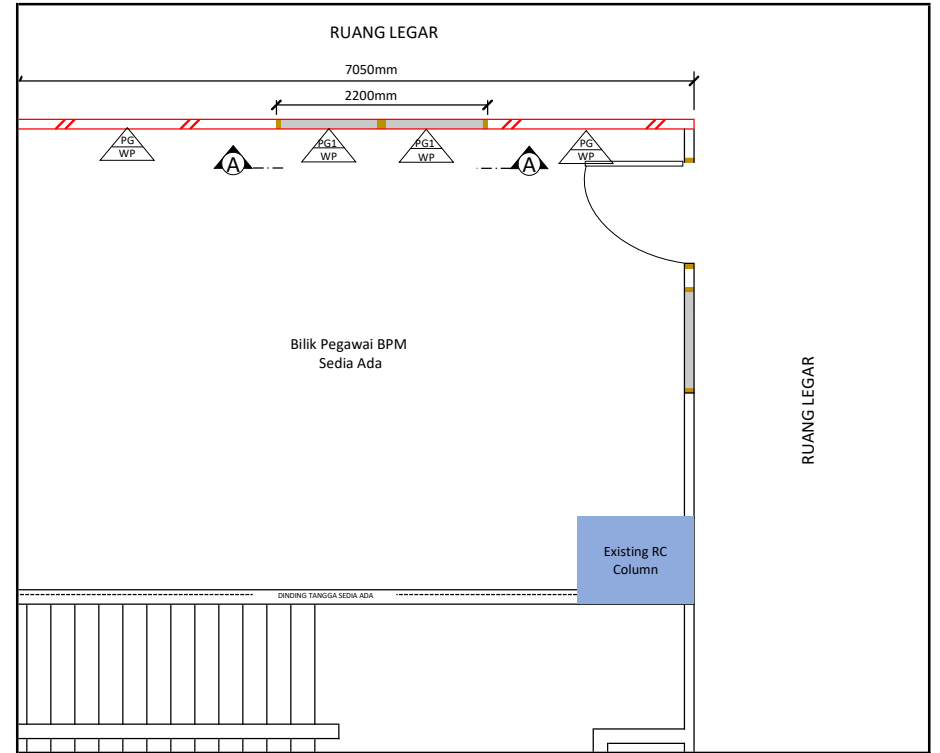 RUANG LEGAR
7050mm
2200mm
PG
WP
A
PG1
WP
PG1
WP
A
PG
WP
Bilik Pegawai BPM
Sedia Ada
RUANG LEGAR
Existing RC
Column
DINDING TANGGA SEDIA ADA